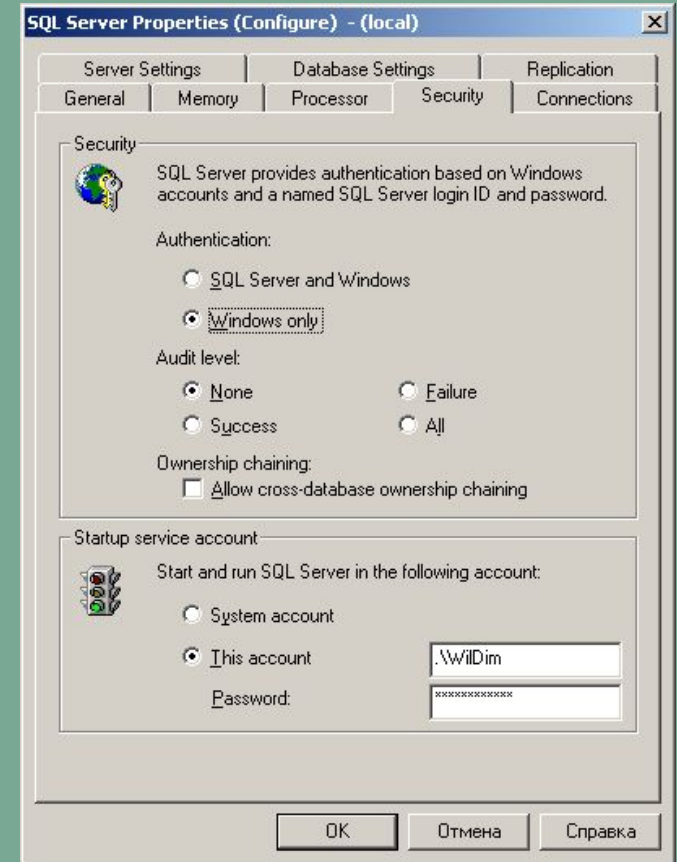 SQL Server Properties (Configure) - (local)
Server Settings Database Settings Replication
General Memory Processor Security Connections
Security
SQL Server provides authentication based on Windows
accounts and a named SQL Server login ID and password.
Authentication:
SQL Server and Windows
Windows only
Audit level:
None Failure
Success All
Ownership chaining:
Allow cross-database ownership chaining
Startup service account
Start and run SQL Server in the following account:
System account
This account .\WilDim
Password: ************
OK Отмена Справка